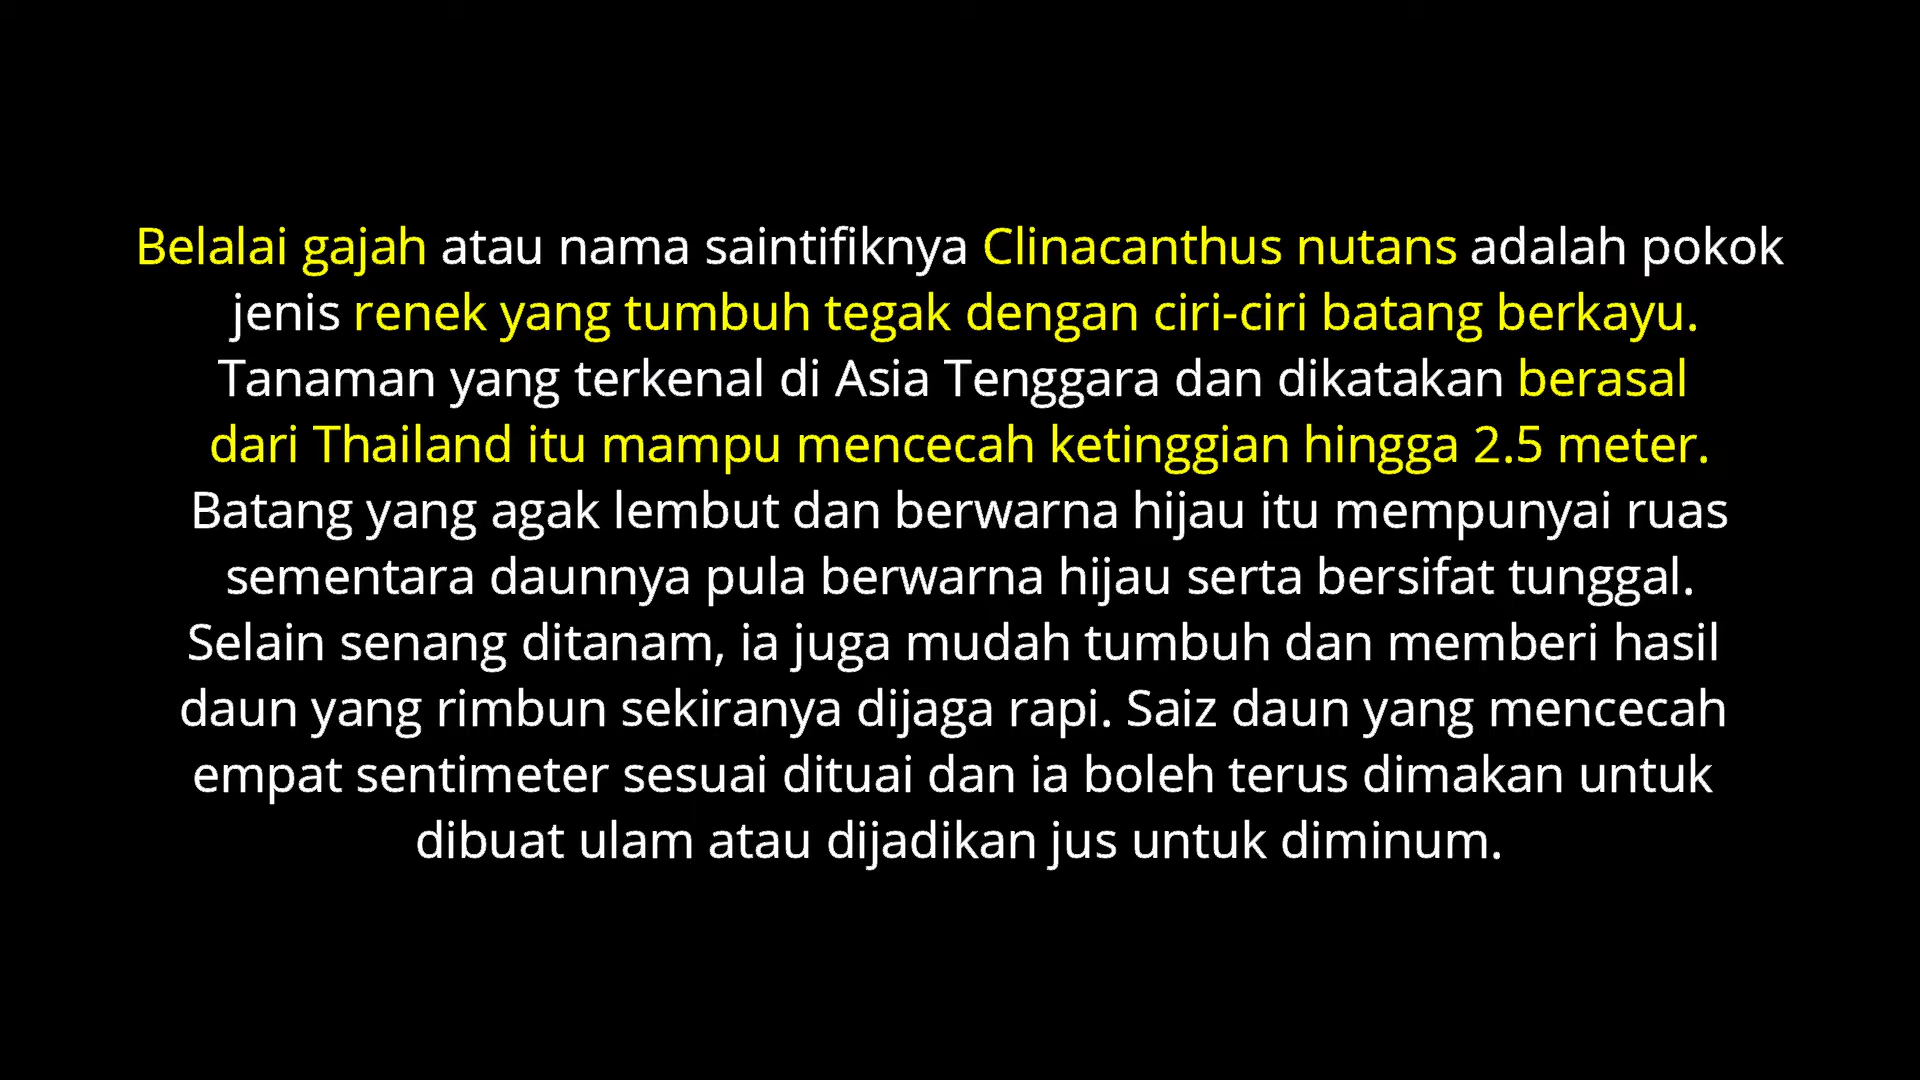 Belalai gajah atau nama saintifiknya Clinacanthus nutans adalah pokok
jenis renek yang tumbuh tegak dengan ciri-ciri batang berkayu.
Tanaman yang terkenal di Asia Tenggara dan dikatakan berasal
dari Thailand itu mampu mencecah ketinggian hingga 2.5 meter.
Batang yang agak lembut dan berwarna hijau itu mempunyai ruas
sementara daunnya pula berwarna hijau serta bersifat tunggal.
Selain senang ditanam, ia juga mudah tumbuh dan memberi hasil
daun yang rimbun sekiranya dijaga rapi. Saiz daun yang mencecah
empat sentimeter sesuai dituai dan ia boleh terus dimakan untuk
dibuat ulam atau dijadikan jus untuk diminum.